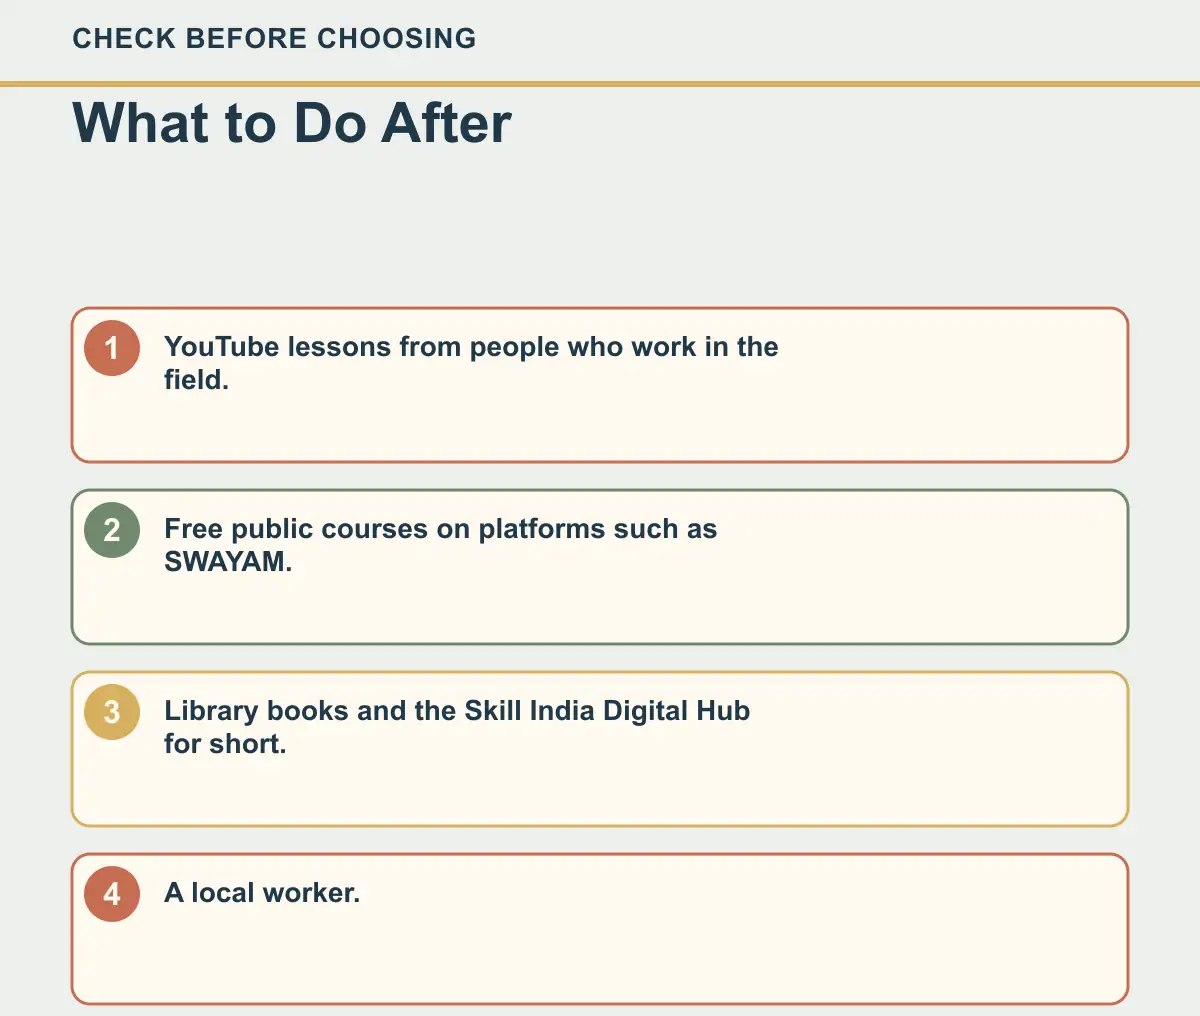 CHECK BEFORE CHOOSING
What to Do After
1
YouTube lessons from people who work in the
field.
2
Free public courses on platforms such as
SWAYAM.
3
Library books and the Skill India Digital Hub
for short.
4
A local worker.